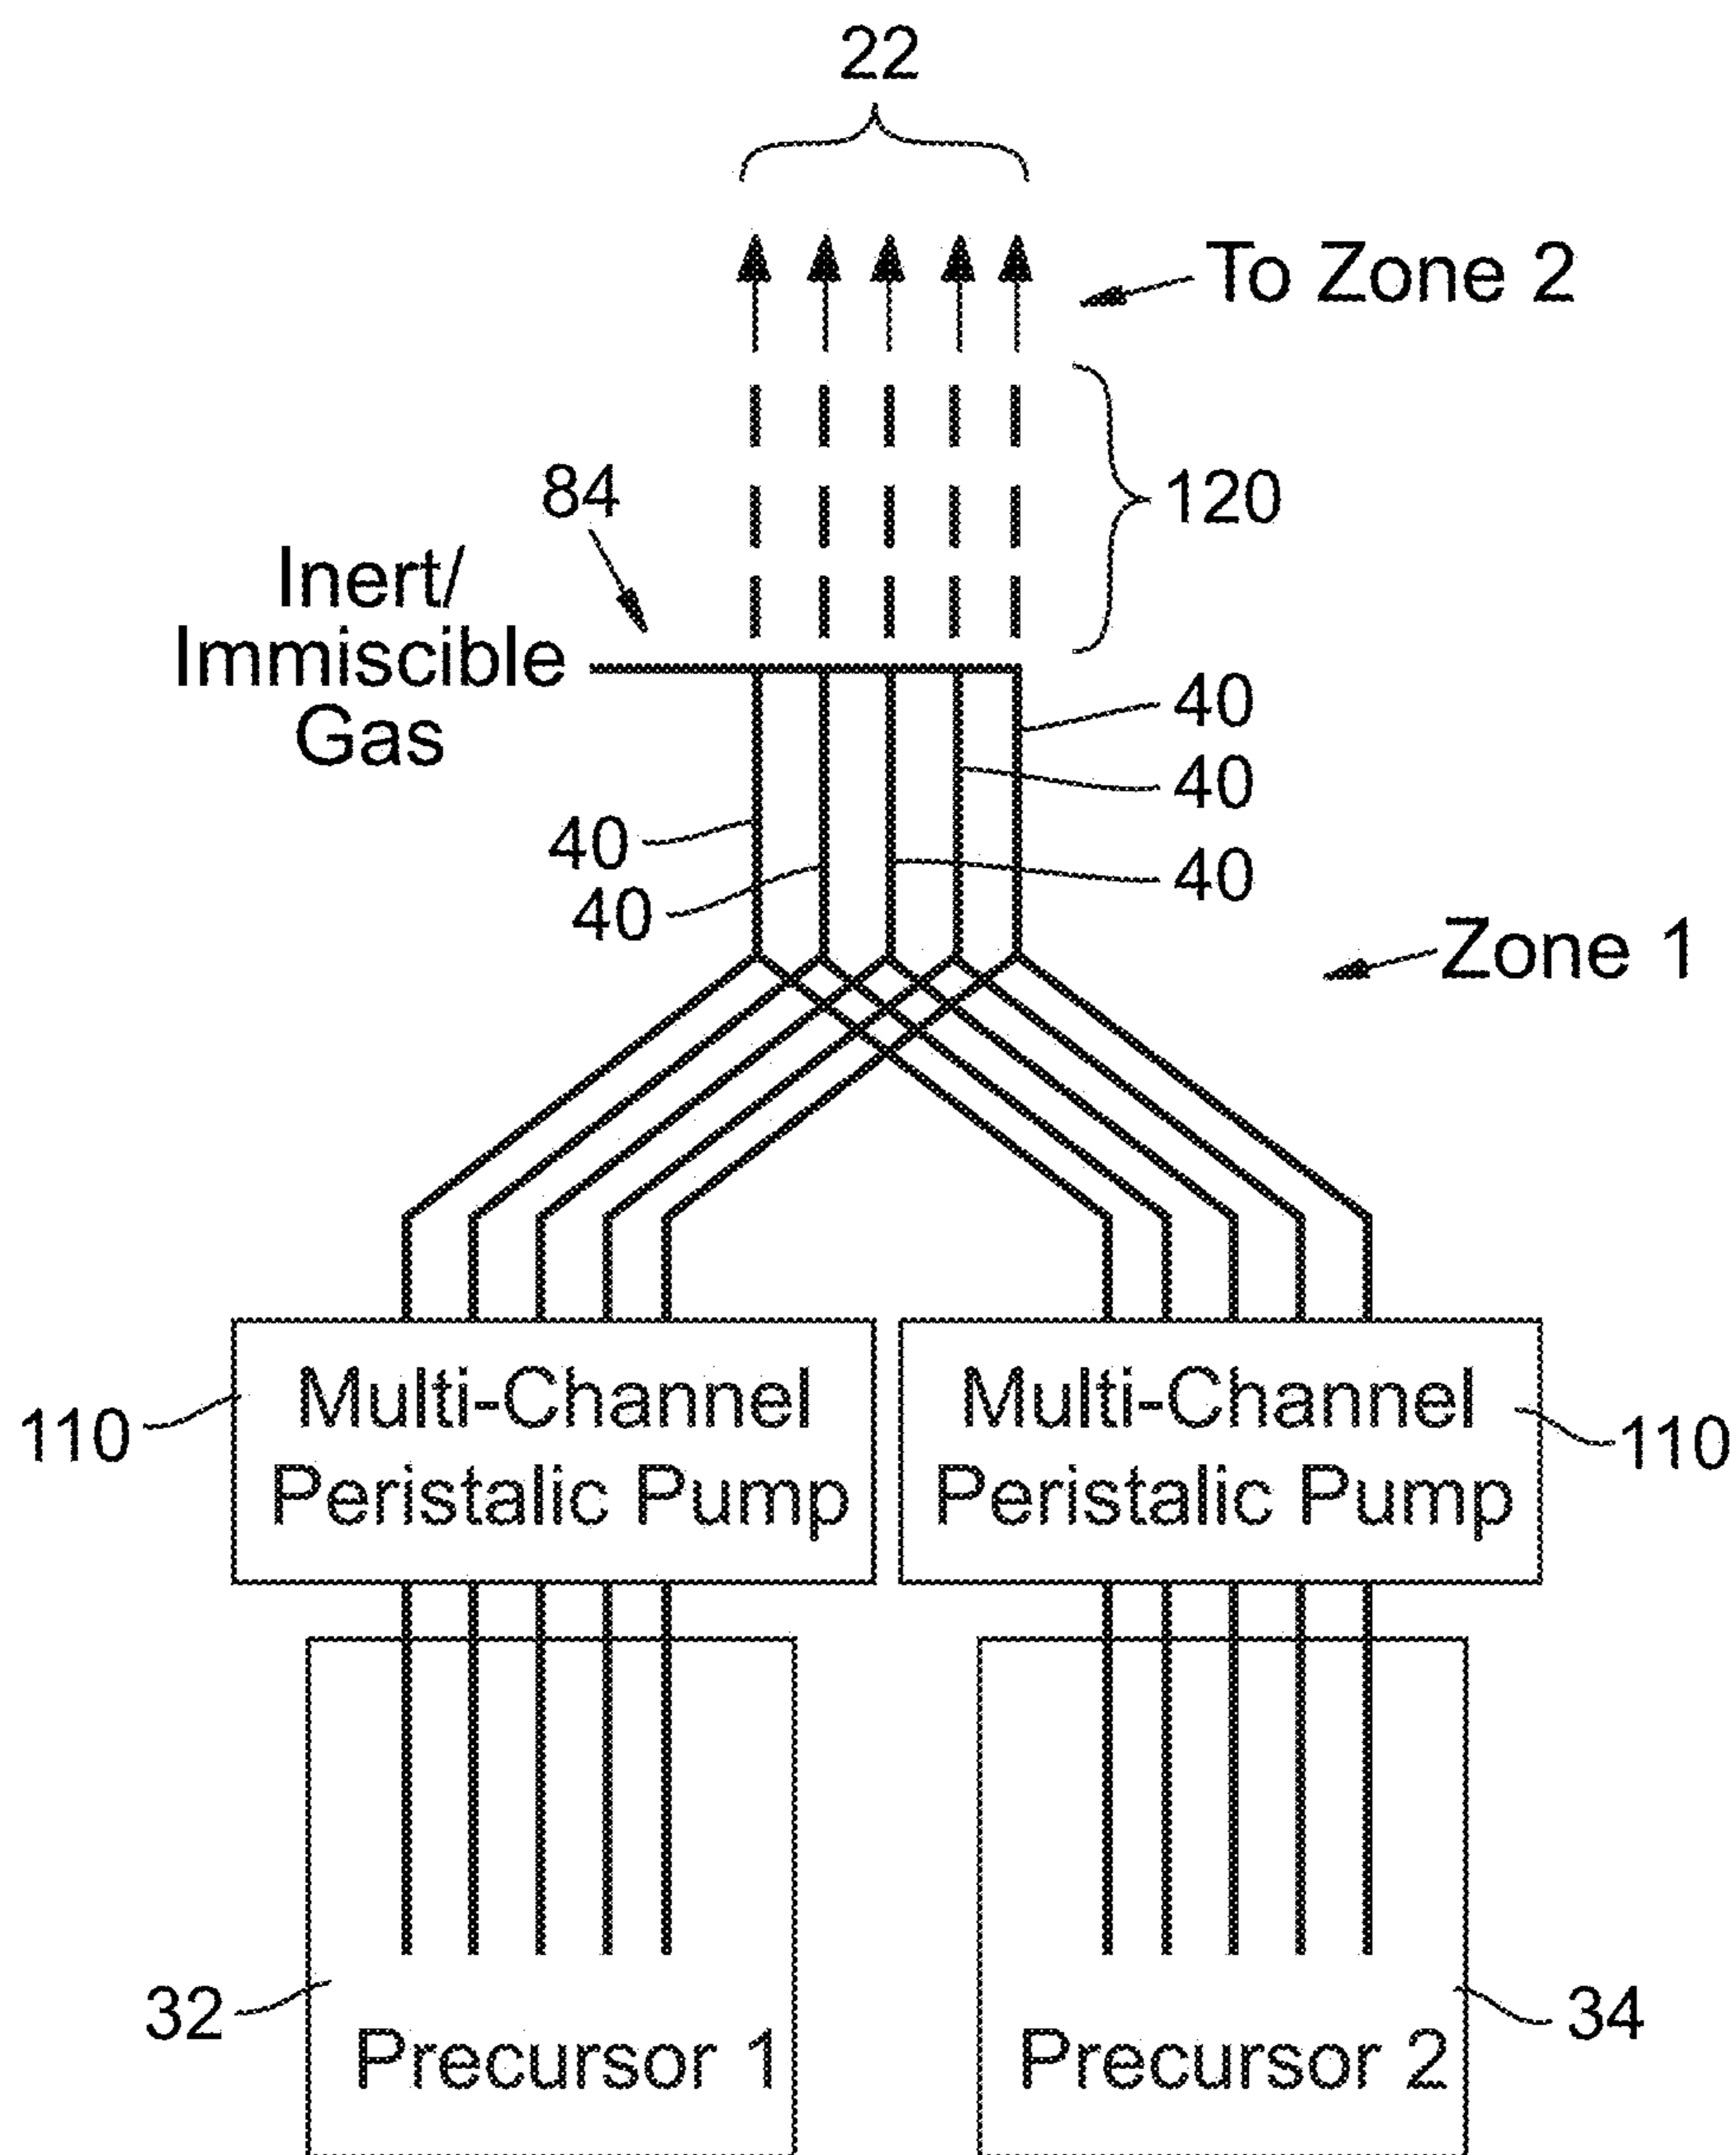 22
To Zone 2
84
120
Inert/
Immiscible
Gas
40
40
40
40
40
Zone 1
Multi-Channel
Peristalic Pump
Multi-Channel
Peristalic Pump
110
110
32
34
Precursor 1
Precursor 2